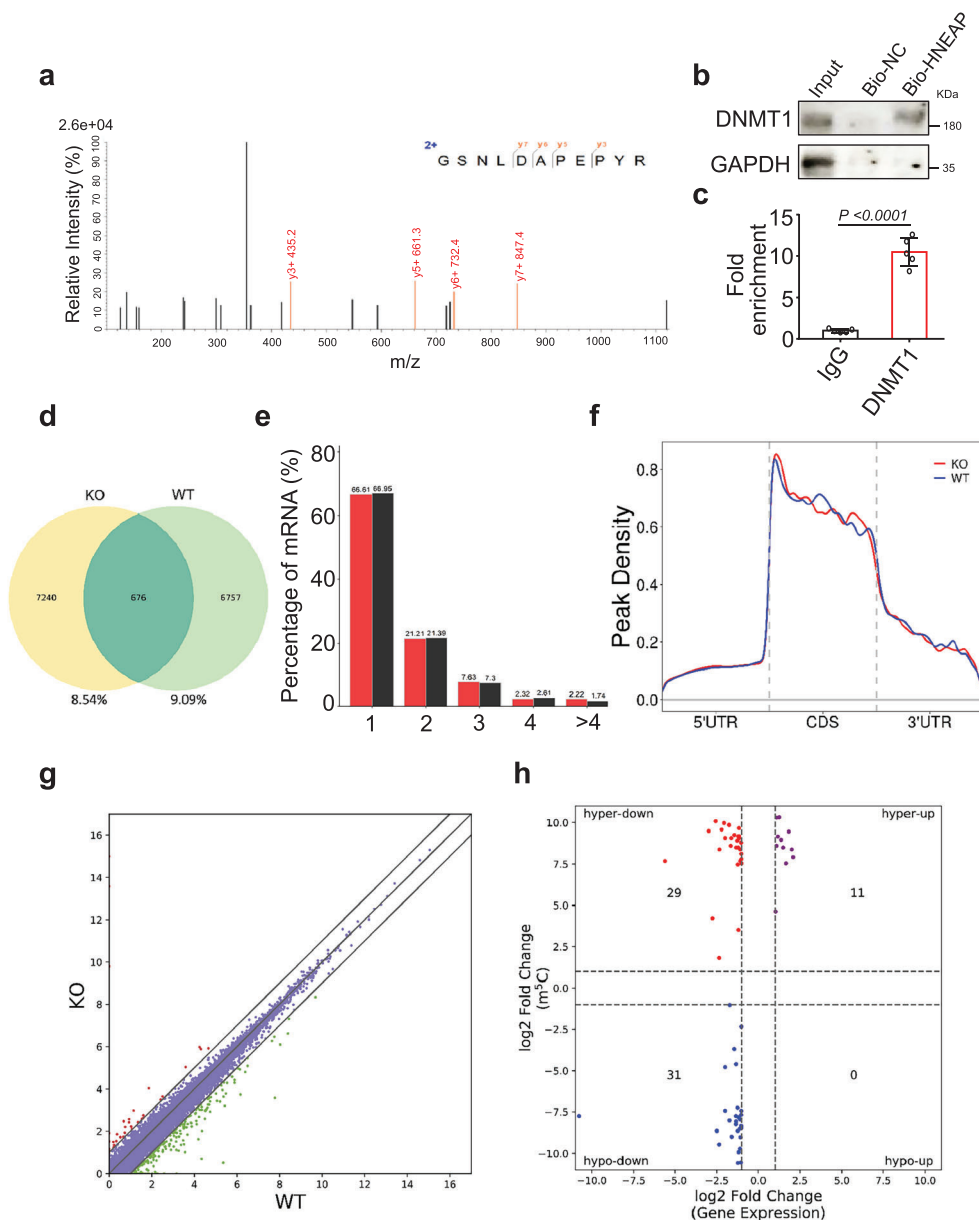 a
2.6e+04
Relative Intensity (%)
100
90
80
70
60
50
40
30
20
10
0
2+
y7 y6 y5 y3
G S N L D A P E P Y R
y3+ 435.2
y5+ 661.3
y6+ 732.4
y7+ 847.4
200 300 400 500 600 700 800 900 1000 1100
m/z
b
Input Bio-NC Bio-HNEAP
KDa
DNMT1
180
GAPDH
35
c
P <0.0001
Fold enrichment
15
10
5
0
IgG DNMT1
d
KO WT
7240 676 6757
8.54% 9.09%
e
Percentage of mRNA (%)
80
60
40
20
0
66.61 66.95
21.21 21.39
7.63 7.3
2.32 2.61
2.22 1.74
1 2 3 4 >4
f
Peak Density
0.8
0.6
0.4
0.2
0.0
KO
WT
5'UTR CDS 3'UTR
g
KO
16
14
12
10
8
6
4
2
0
0 2 4 6 8 10 12 14 16
WT
h
hyper-down hyper-up
29 11
31 0
hypo-down hypo-up
log2 Fold Change
(m⁵C)
10.0
7.5
5.0
2.5
0.0
−2.5
−5.0
−7.5
−10.0
−10.0 −7.5 −5.0 −2.5 0.0 2.5 5.0 7.5 10.0
log2 Fold Change
(Gene Expression)